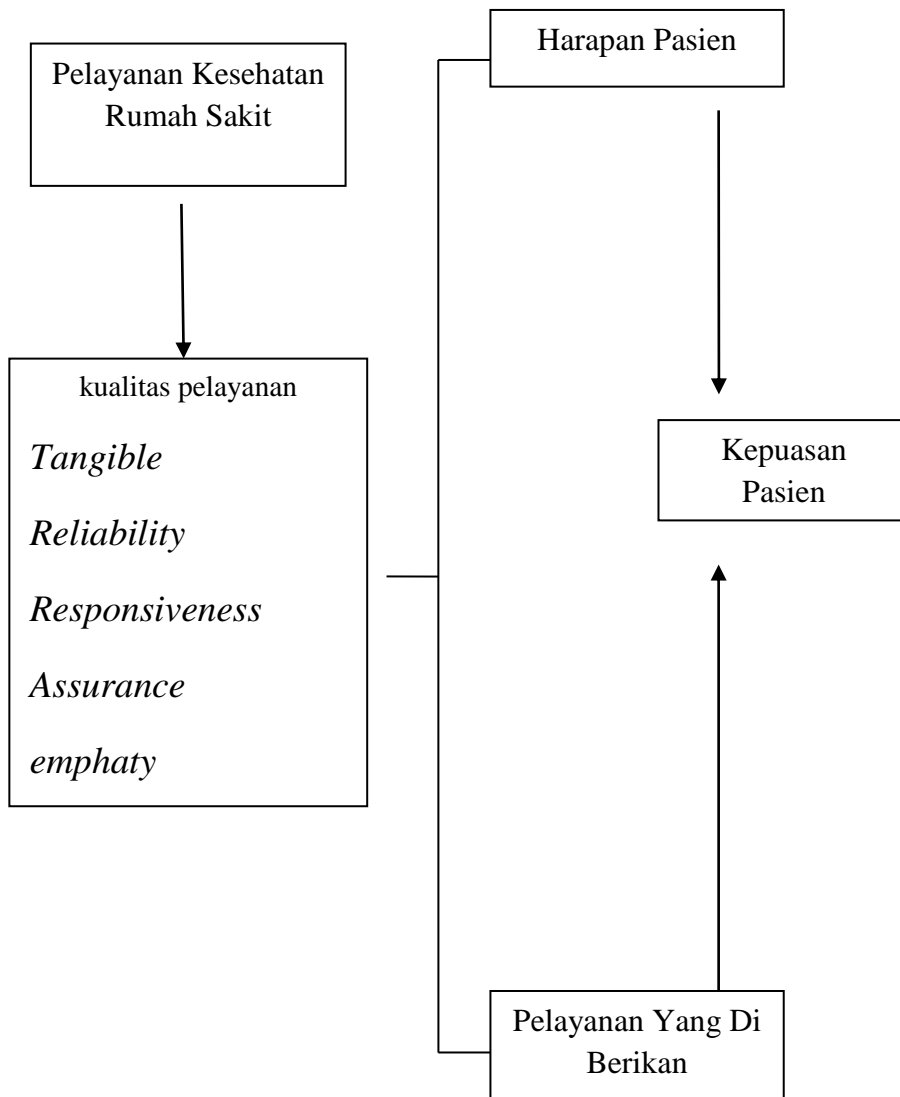 Harapan Pasien
Pelayanan Kesehatan
Rumah Sakit
kualitas pelayanan
Tangible
Reliability
Responsiveness
Assurance
emphaty
Kepuasan
Pasien
Pelayanan Yang Di
Berikan